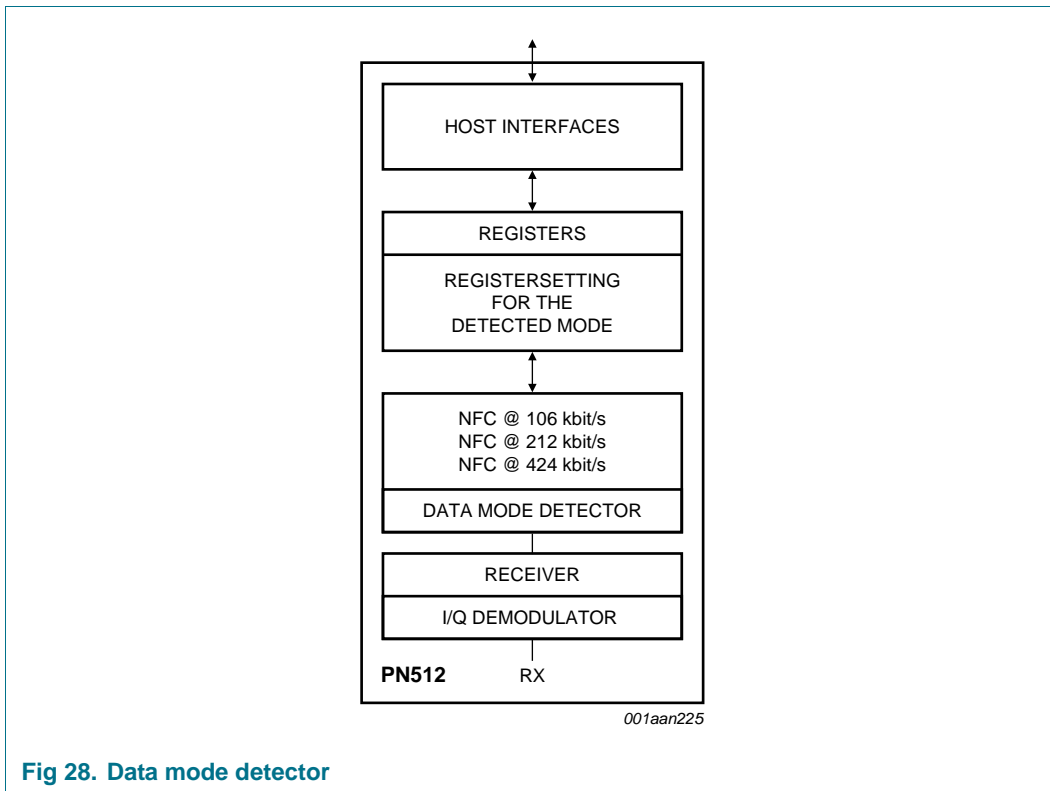 HOST INTERFACES
REGISTERS
REGISTERSETTING
FOR THE
DETECTED MODE
NFC @ 106 kbit/s
NFC @ 212 kbit/s
NFC @ 424 kbit/s
DATA MODE DETECTOR
RECEIVER
I/Q DEMODULATOR
PN512 RX
001aan225
Fig 28. Data mode detector